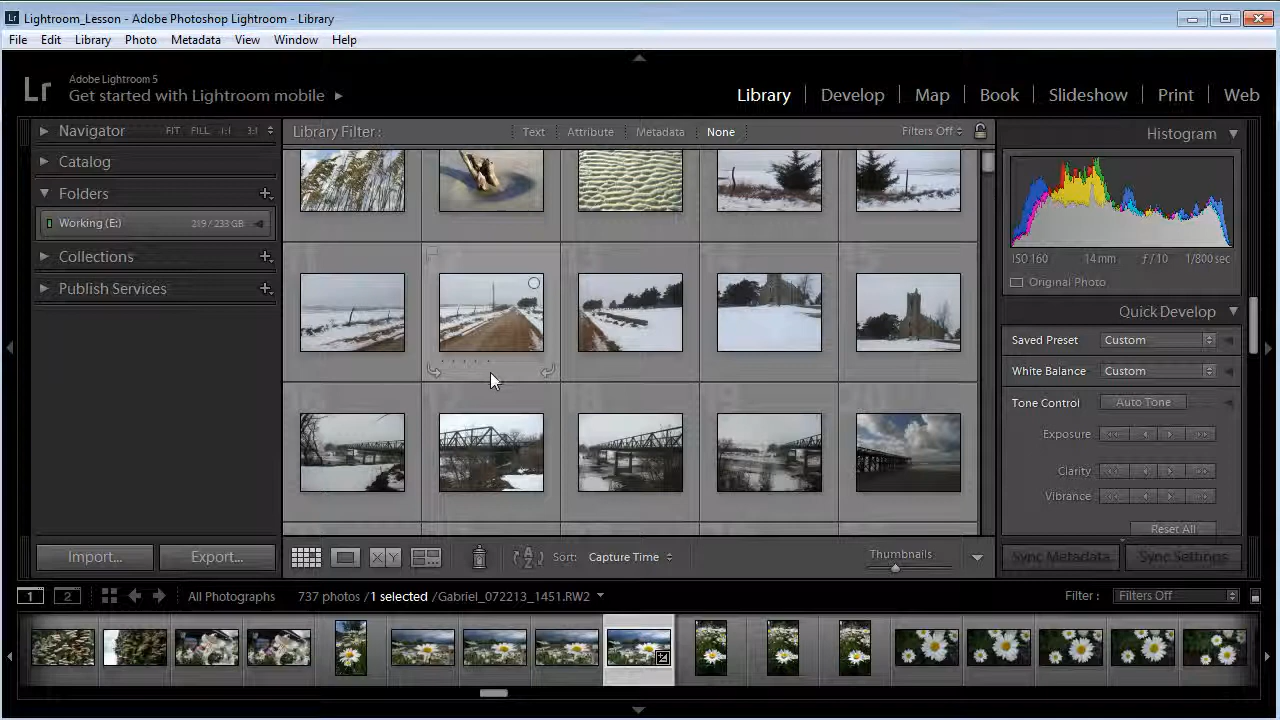 Lightroom_Lesson - Adobe Photoshop Lightroom - Library
File Edit Library Photo Metadata View Window Help
Lr
Adobe Lightroom 5
Get started with Lightroom mobile
Library | Develop | Map | Book | Slideshow | Print | Web
Navigator FIT FILL 1:1 3:1
Catalog
Folders
Working (E:) 219 / 233 GB
Collections
Publish Services
Import... Export...
Library Filter: Text Attribute Metadata None Filters Off
17
20
Sort: Capture Time
Thumbnails
Histogram
ISO 160 14 mm ƒ / 10 1/800 sec
Original Photo
Quick Develop
Saved Preset Custom
White Balance Custom
Tone Control Auto Tone
Exposure
Clarity
Vibrance
Reset All
Sync Metadata Sync Settings
1 2 All Photographs 737 photos / 1 selected / Gabriel_072213_1451.RW2 Filter : Filters Off